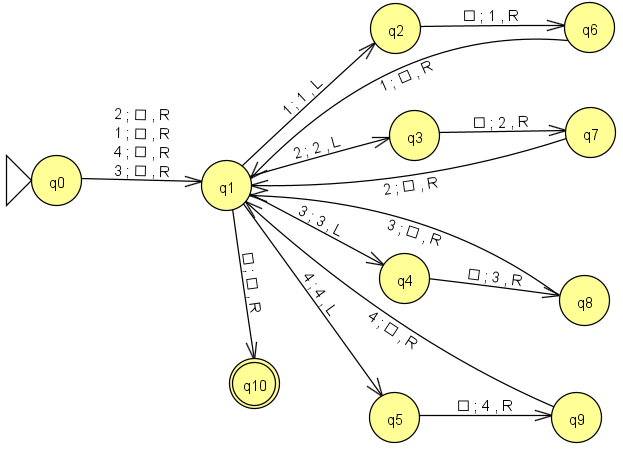 q2
□ ; 1 , R
q6
1 ; 1 , L
1 ; □ , R
2 ; □ , R
1 ; □ , R
4 ; □ , R
3 ; □ , R
q3
□ ; 2 , R
q7
2 ; 2 , L
q0
q1
2 ; □ , R
3 ; 3 , L
3 ; □ , R
q4
□ ; 3 , R
q8
□ ; □ , R
4 ; 4 , L
4 ; □ , R
q10
q5
□ ; 4 , R
q9